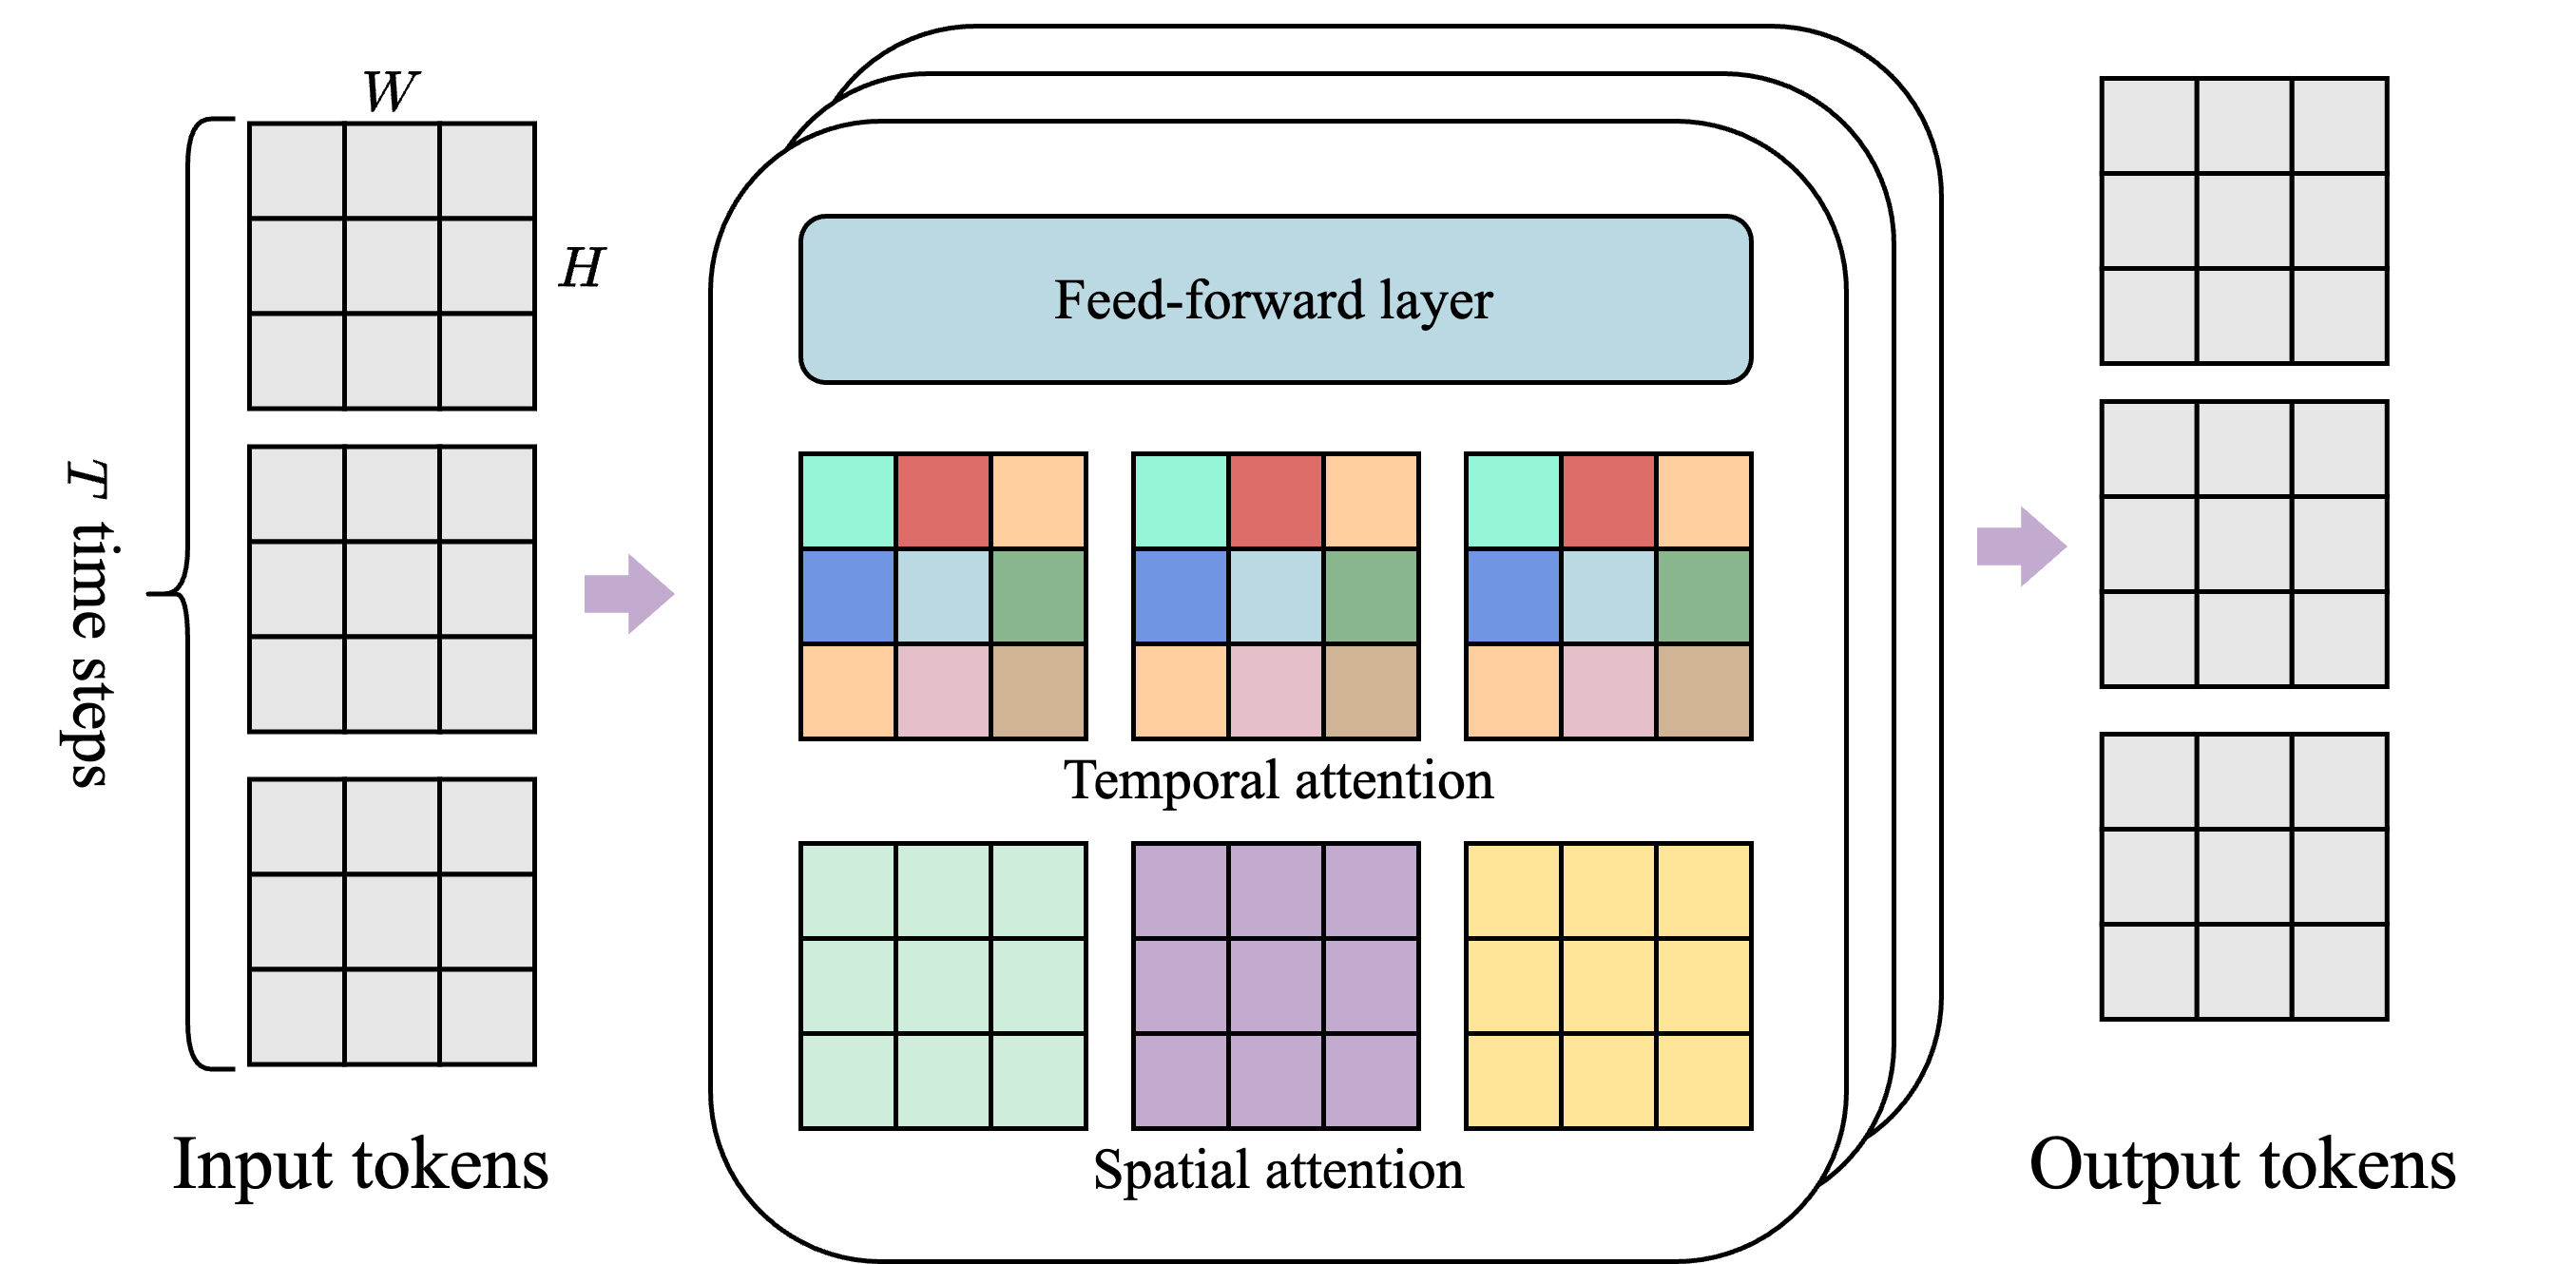 W
H
T time steps
Input tokens
Feed-forward layer
Temporal attention
Spatial attention
Output tokens